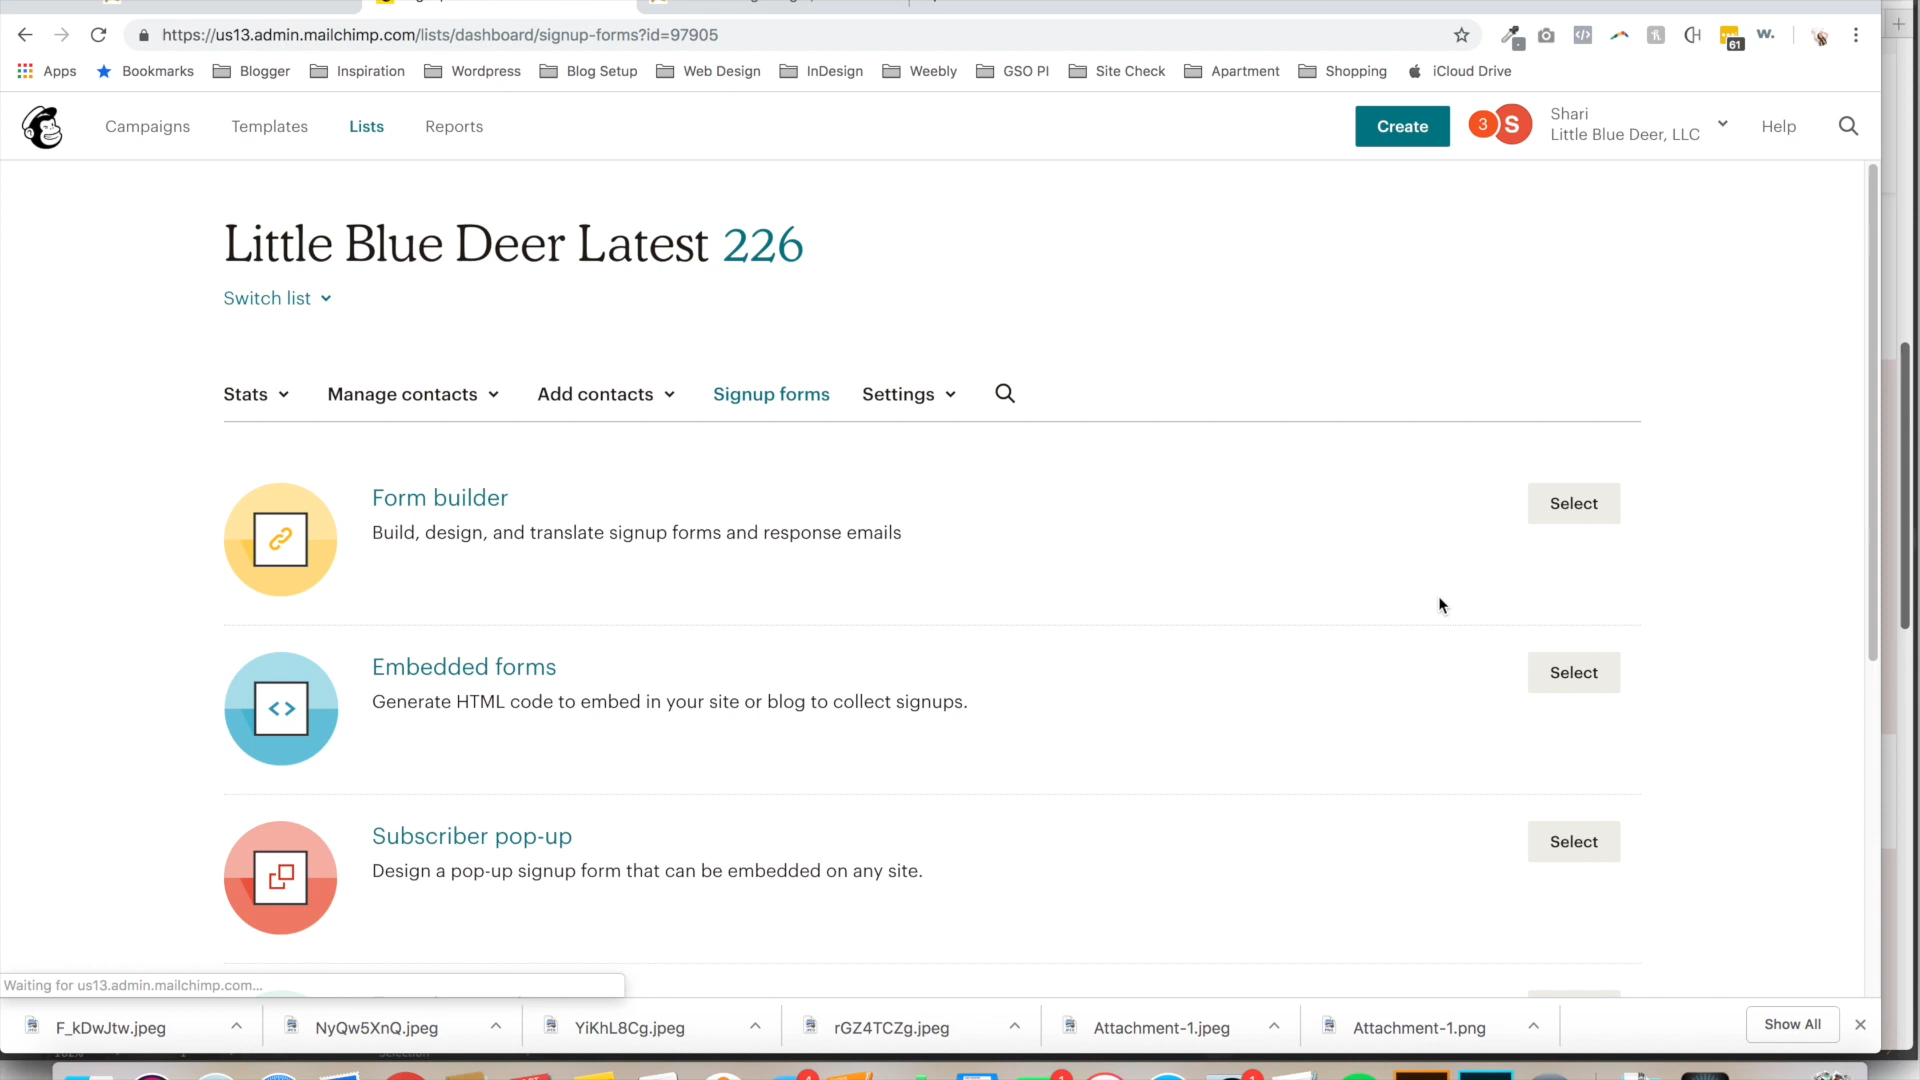 https://us13.admin.mailchimp.com/lists/dashboard/signup-forms?id=97905
61
w.
Apps Bookmarks Blogger Inspiration Wordpress Blog Setup Web Design InDesign Weebly GSO PI Site Check Apartment Shopping iCloud Drive
Campaigns Templates Lists Reports
Create
3 S
Shari
Little Blue Deer, LLC
Help
Little Blue Deer Latest 226
Switch list
Stats Manage contacts Add contacts Signup forms Settings
Form builder
Select
Build, design, and translate signup forms and response emails
Embedded forms
Select
Generate HTML code to embed in your site or blog to collect signups.
Subscriber pop-up
Select
Design a pop-up signup form that can be embedded on any site.
Waiting for us13.admin.mailchimp.com...
F_kDwJtw.jpeg NyQw5XnQ.jpeg YiKhL8Cg.jpeg rGZ4TCZg.jpeg Attachment-1.jpeg Attachment-1.png Show All